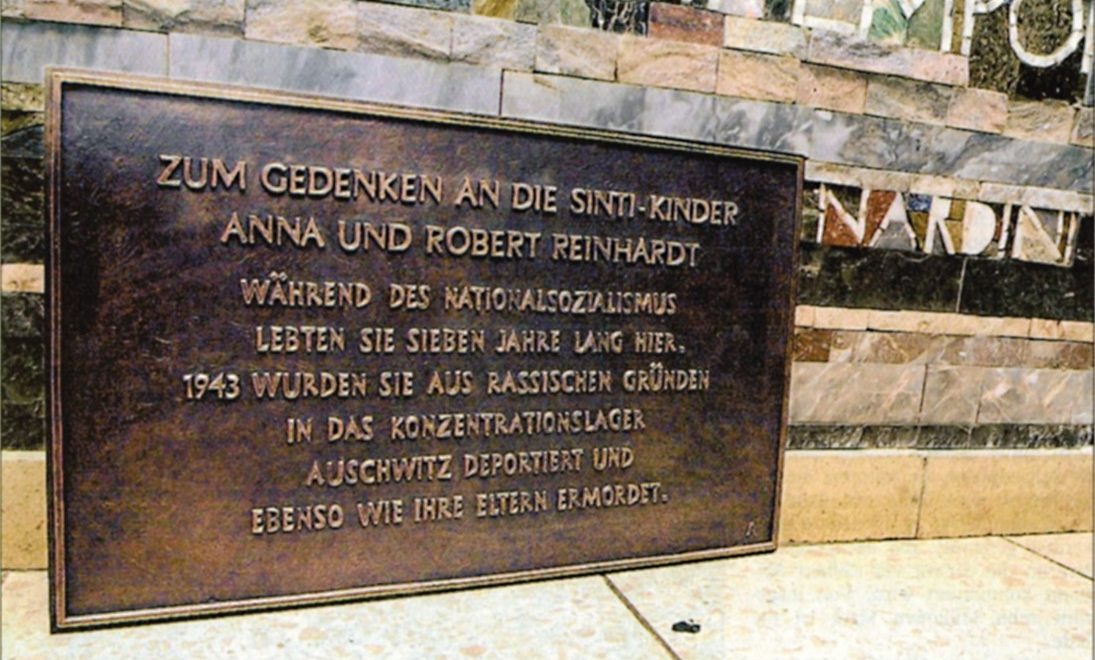 ZUM GEDENKEN AN DIE SINTI-KINDER
ANNA UND ROBERT REINHARDT
WÄHREND DES NATIONALSOZIALISMUS
LEBTEN SIE SIEBEN JAHRE LANG HIER.
1943 WURDEN SIE AUS RASSISCHEN GRÜNDEN
IN DAS KONZENTRATIONSLAGER
AUSCHWITZ DEPORTIERT UND
EBENSO WIE IHRE ELTERN ERMORDET.
NARDINI